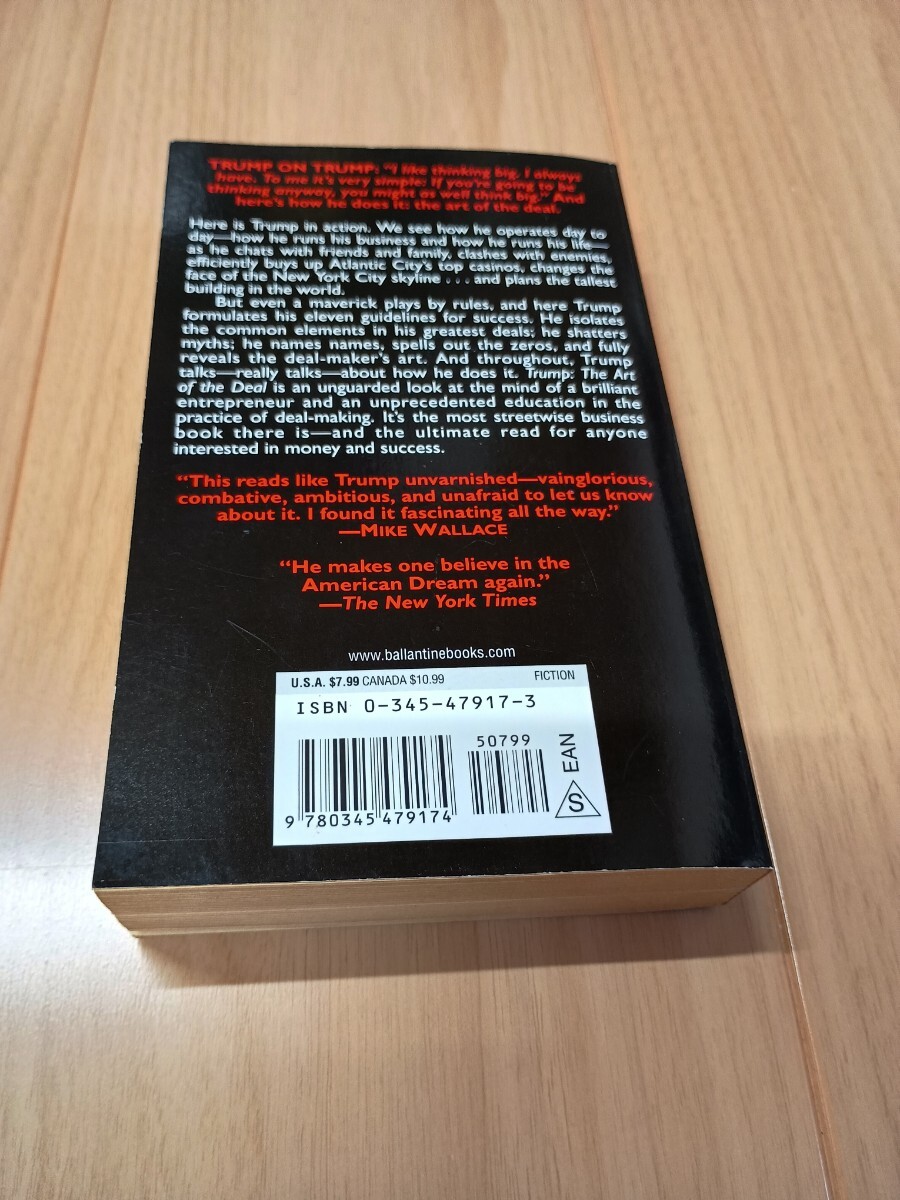 TRUMP ON TRUMP: "I like thinking big. I always
have. To me it's very simple: If you're going to be
thinking anyway, you might as well think big." And
here's how he does it: the art of the deal.
Here is Trump in action. We see how he operates day to
day—how he runs his business and how he runs his life—
as he chats with friends and family, clashes with enemies,
efficiently buys up Atlantic City's top casinos, changes the
face of the New York City skyline . . . and plans the tallest
building in the world.
But even a maverick plays by rules, and here Trump
formulates his eleven guidelines for success. He isolates
the common elements in his greatest deals; he shatters
myths; he names names, spells out the zeros, and fully
reveals the deal-maker's art. And throughout, Trump
talks—really talks—about how he does it. Trump: The Art
of the Deal is an unguarded look at the mind of a brilliant
entrepreneur and an unprecedented education in the
practice of deal-making. It's the most streetwise business
book there is—and the ultimate read for anyone
interested in money and success.
"This reads like Trump unvarnished—vainglorious,
combative, ambitious, and unafraid to let us know
about it. I found it fascinating all the way."
—MIKE WALLACE
"He makes one believe in the
American Dream again."
—The New York Times
www.ballantinebooks.com
U.S.A. $7.99 CANADA $10.99 FICTION
ISBN 0-345-47917-3
50799
EAN
S
9 780345 479174